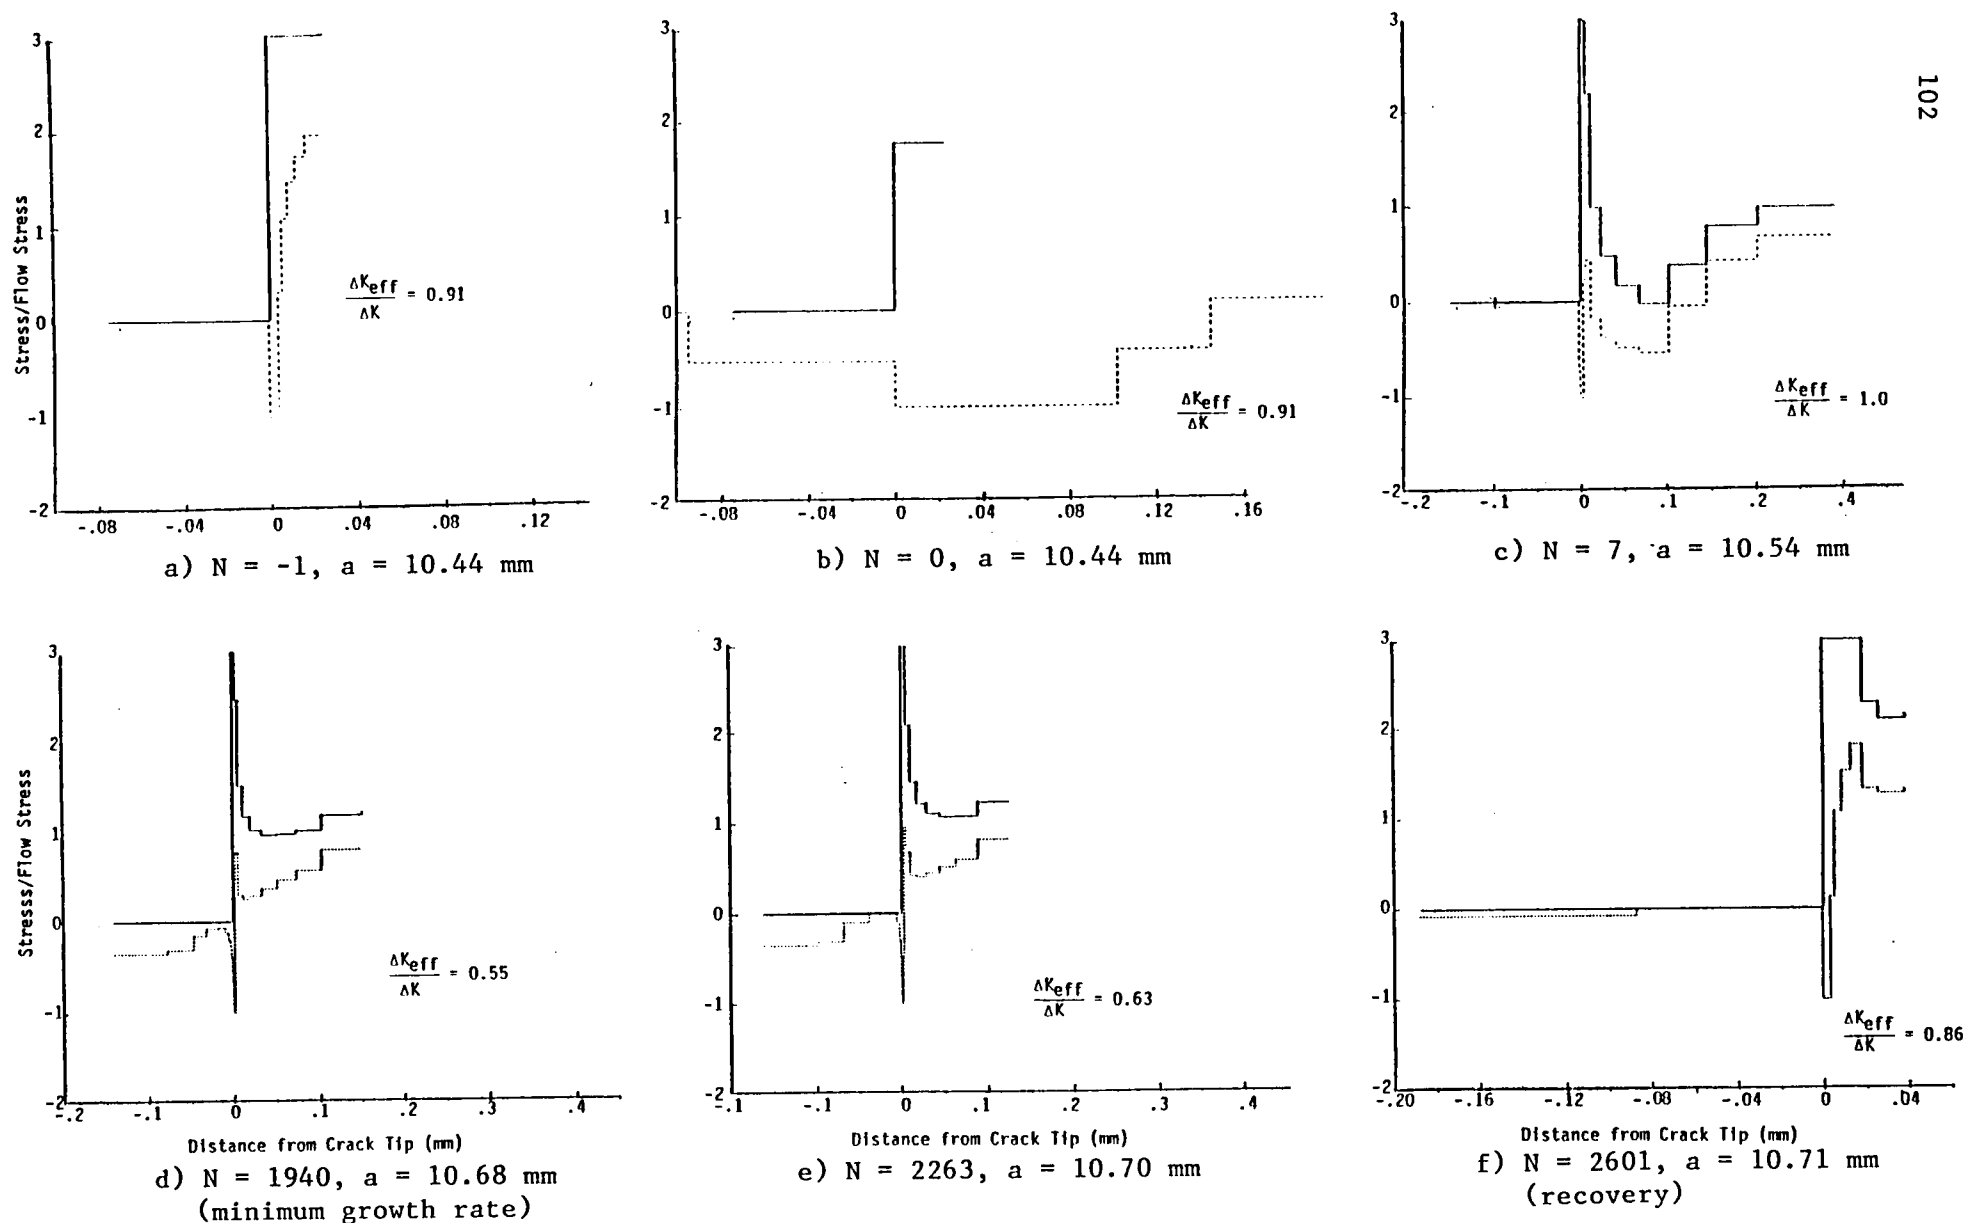 102
Stress/Flow Stress
3
2
1
0
-1
-2
-.08 -.04 0 .04 .08 .12
ΔKeff
ΔK = 0.91
a) N = -1, a = 10.44 mm
3
2
1
0
-1
-2
-.08 -.04 0 .04 .08 .12 .16
ΔKeff
ΔK = 0.91
b) N = 0, a = 10.44 mm
3
2
1
0
-1
-2
-.1 0 .1 .2 .4
ΔKeff
ΔK = 1.0
c) N = 7, a = 10.54 mm
Stresss/Flow Stress
3
2
1
0
-1
-2
-.2 -.1 0 .1 .2 .3 .4
ΔKeff
ΔK = 0.55
Distance from Crack Tip (mm)
d) N = 1940, a = 10.68 mm
(minimum growth rate)
3
2
1
0
-1
-2
-.1 -.1 0 .1 .2 .3 .4
ΔKeff
ΔK = 0.63
Distance from Crack Tip (mm)
e) N = 2263, a = 10.70 mm
3
2
1
0
-1
-2
-.20 -.16 -.12 -.08 -.04 0 .04
ΔKeff
ΔK = 0.86
Distance from Crack Tip (mm)
f) N = 2601, a = 10.71 mm
(recovery)